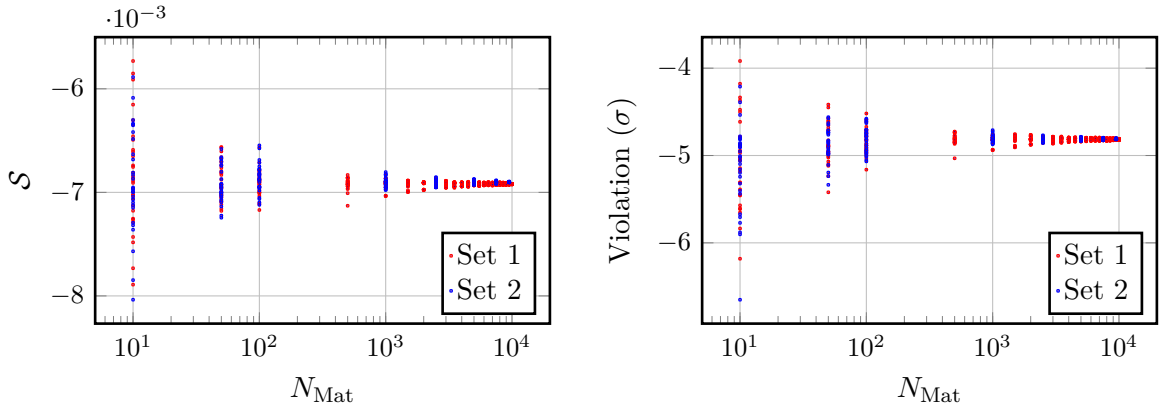 ·10⁻³
−6
−7
−8
𝒮
10¹ 10² 10³ 10⁴
N_Mat
Set 1
Set 2
−4
−5
−6
Violation (σ)
10¹ 10² 10³ 10⁴
N_Mat
Set 1
Set 2